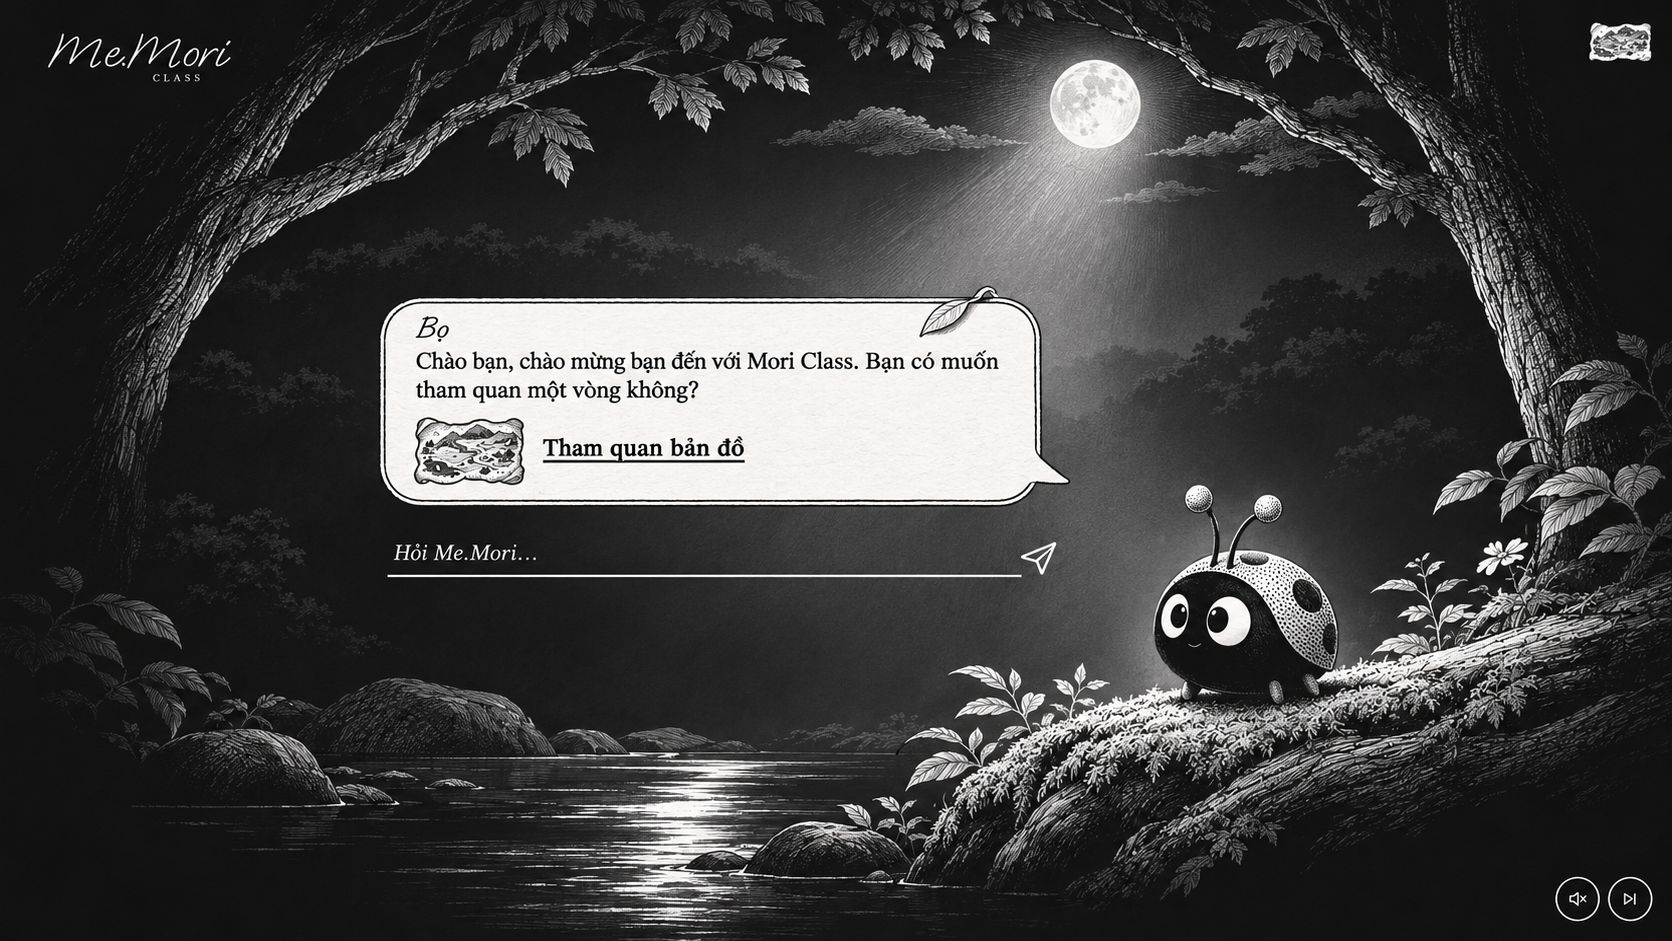 Me.Mori
CLASS
Bọ
Chào bạn, chào mừng bạn đến với Mori Class. Bạn có muốn
tham quan một vòng không?
Tham quan bản đồ
Hỏi Me.Mori...